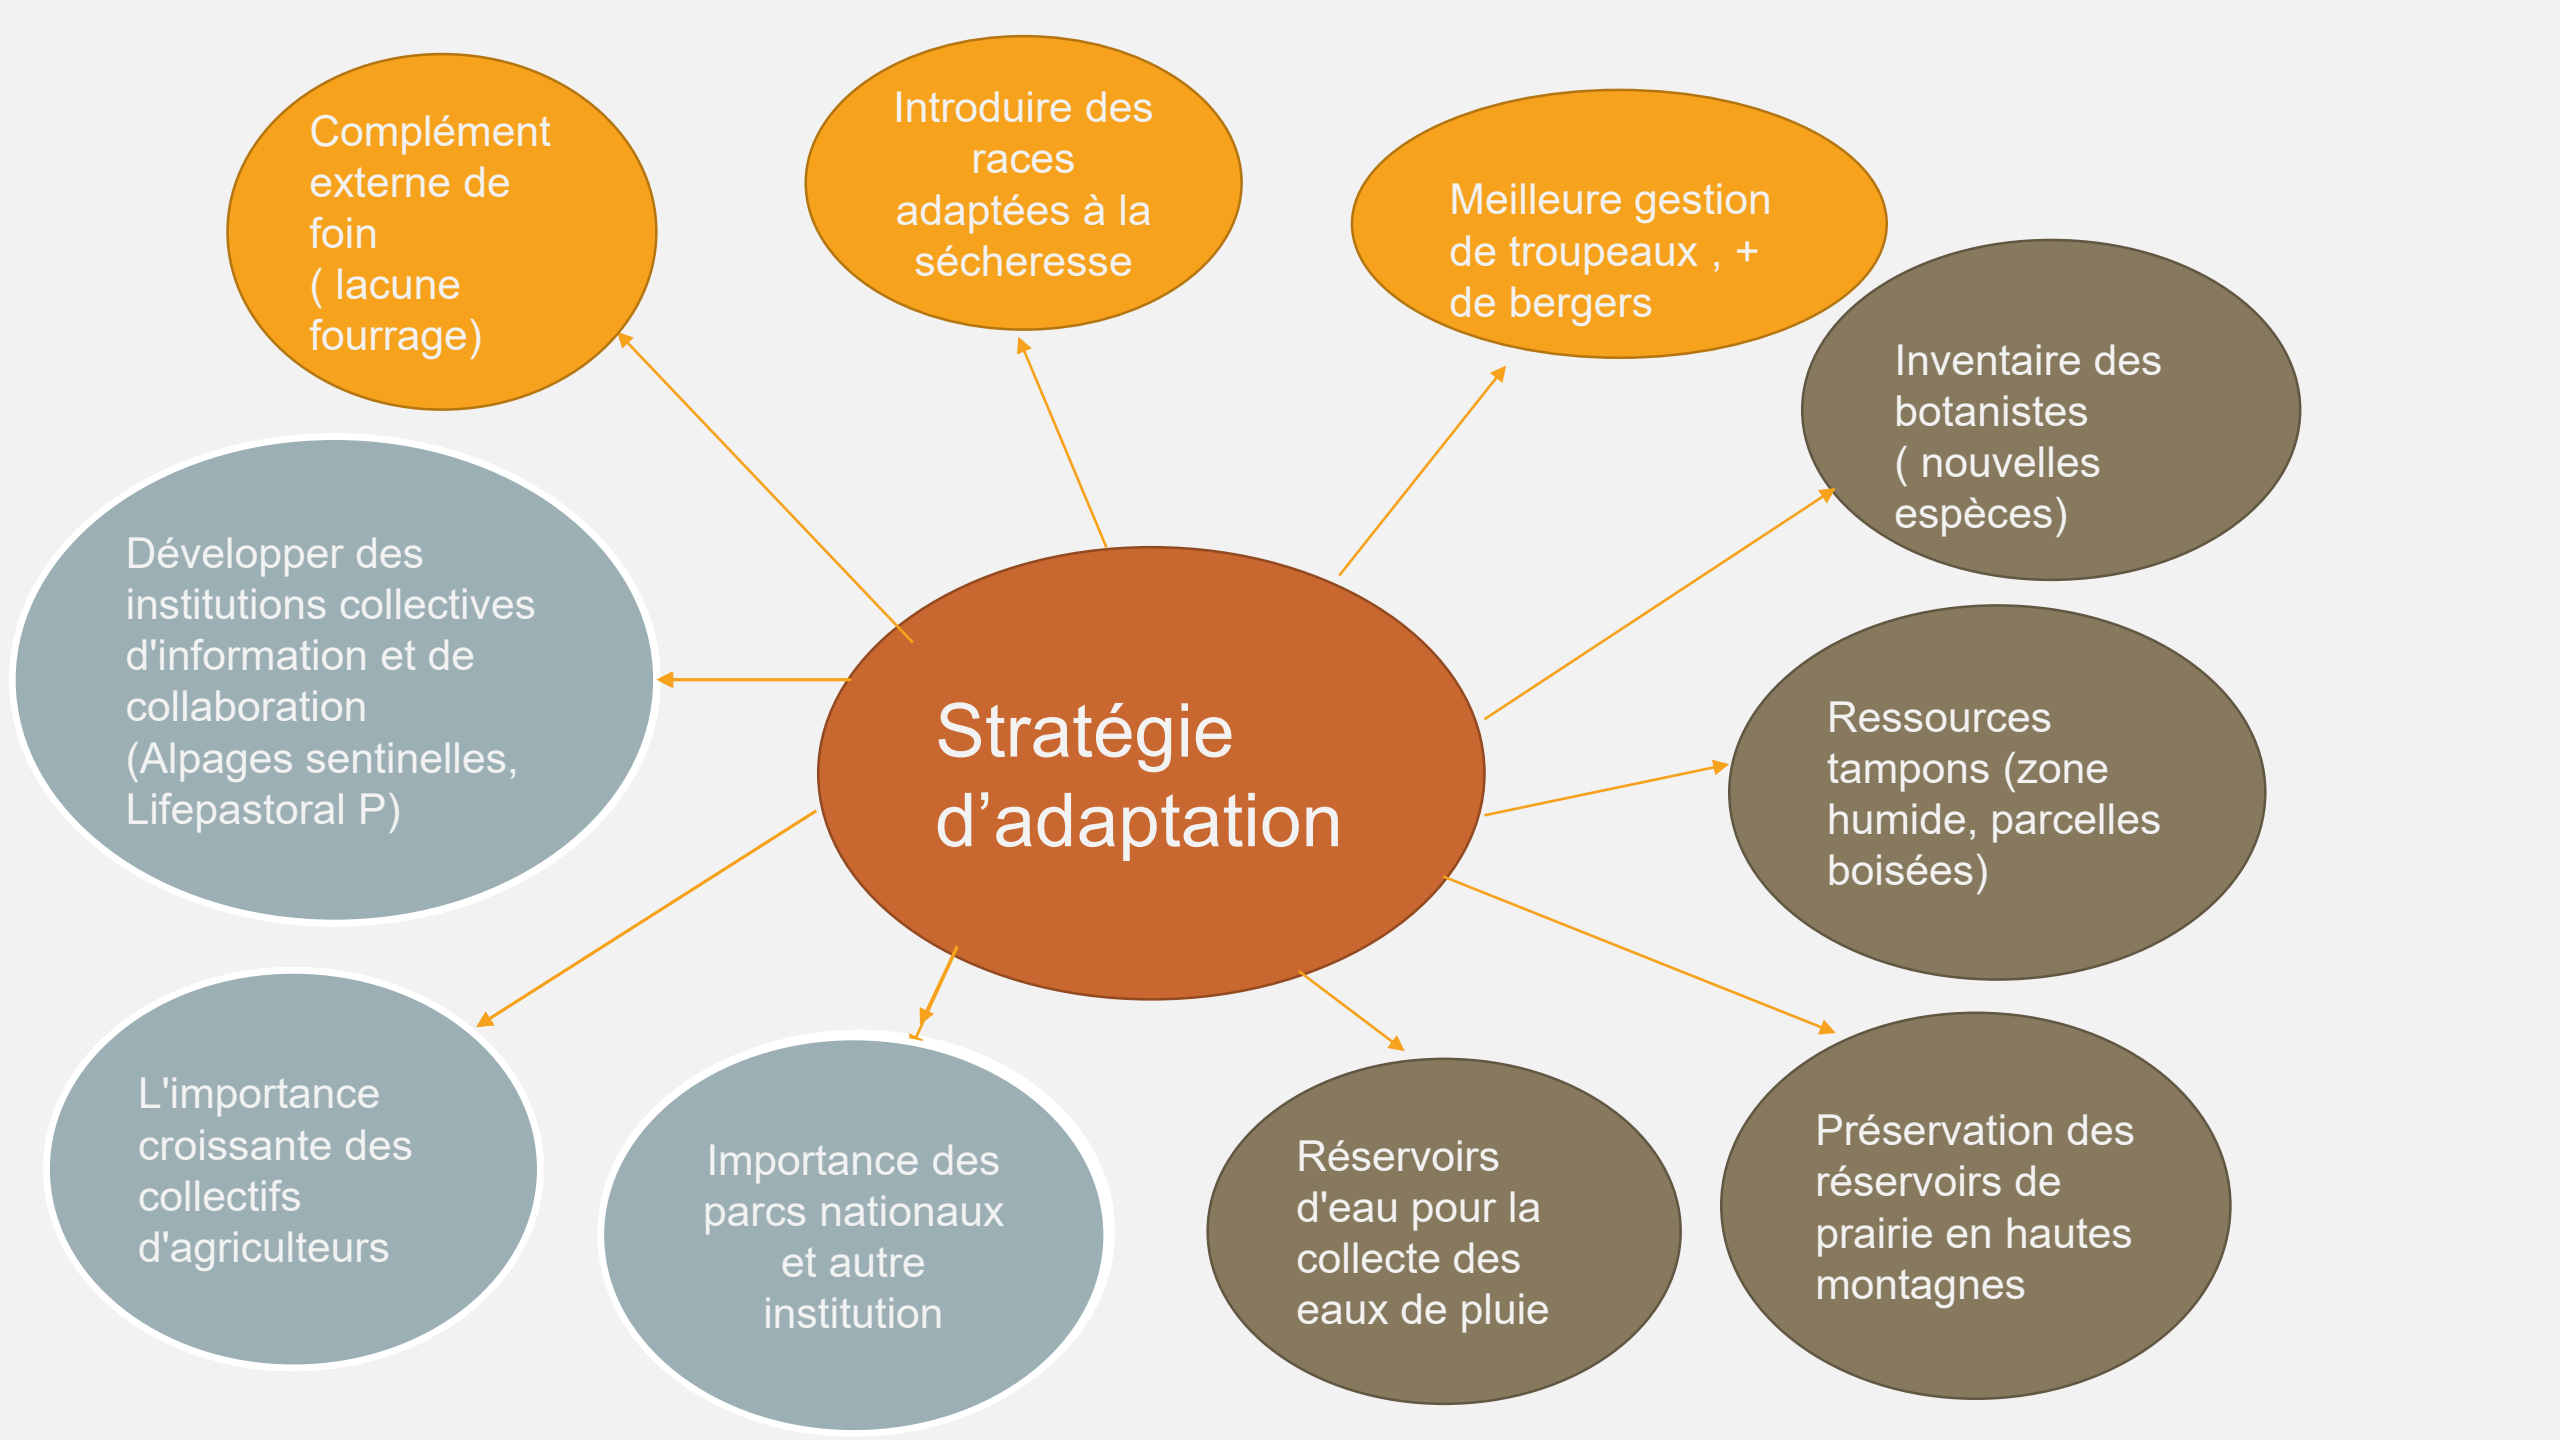 Complément
externe de
foin
( lacune
fourrage)
Introduire des
races
adaptées à la
sécheresse
Meilleure gestion
de troupeaux , +
de bergers
Inventaire des
botanistes
( nouvelles
espèces)
Développer des
institutions collectives
d'information et de
collaboration
(Alpages sentinelles,
Lifepastoral P)
Stratégie
d’adaptation
Ressources
tampons (zone
humide, parcelles
boisées)
L'importance
croissante des
collectifs
d'agriculteurs
Importance des
parcs nationaux
et autre
institution
Réservoirs
d'eau pour la
collecte des
eaux de pluie
Préservation des
réservoirs de
prairie en hautes
montagnes